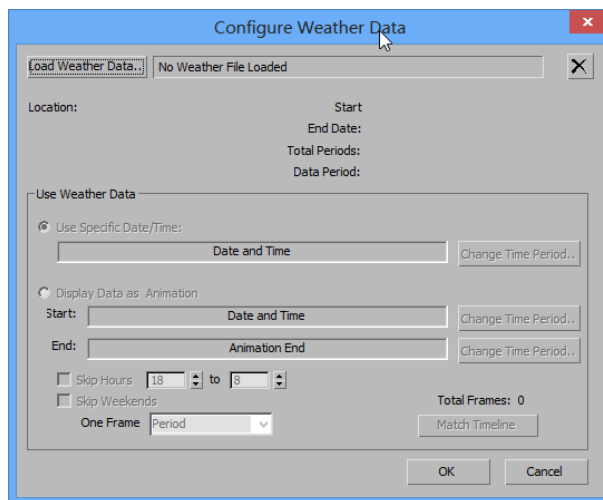 Configure Weather Data
x
Load Weather Data..
No Weather File Loaded
Location:
Start
End Date:
Total Periods:
Data Period:
Use Weather Data
Use Specific Date/Time:
Date and Time
Change Time Period..
Display Data as Animation
Start:
Date and Time
Change Time Period..
End:
Animation End
Change Time Period..
Skip Hours 18 to 8
Skip Weekends
Total Frames: 0
One Frame Period
Match Timeline
OK
Cancel